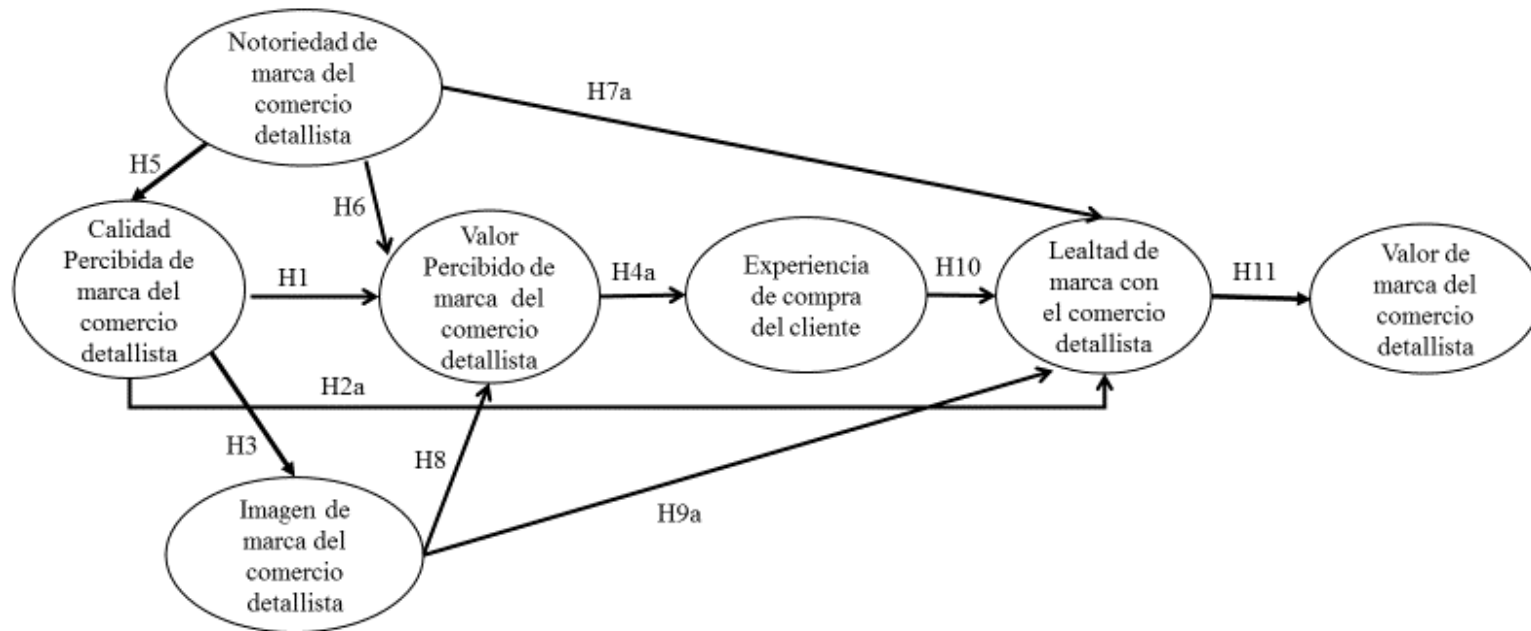 Notoriedad de
marca del
comercio
detallista
H7a
H5
H6
Calidad
Percibida de
marca del
comercio
detallista
H1
Valor
Percibido de
marca del
comercio
detallista
H4a
Experiencia
de compra
del cliente
H10
Lealtad de
marca con
el comercio
detallista
H11
Valor de
marca del
comercio
detallista
H2a
H3
H8
H9a
Imagen de
marca del
comercio
detallista